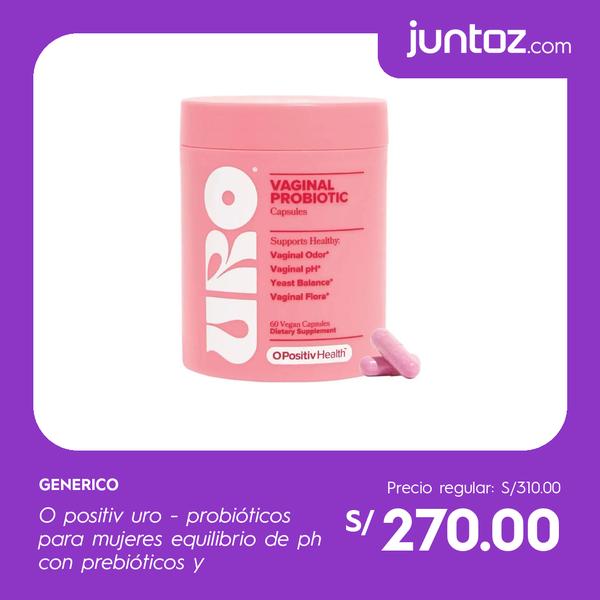 juntoz.com
URO
VAGINAL
PROBIOTIC
Capsules
Supports Healthy:
Vaginal Odor*
Vaginal pH*
Yeast Balance*
Vaginal Flora*
60 Vegan Capsules
Dietary Supplement
O Positiv Health™
GENERICO
O positiv uro - probióticos
para mujeres equilibrio de ph
con prebióticos y
Precio regular: S/310.00
S/ 270.00